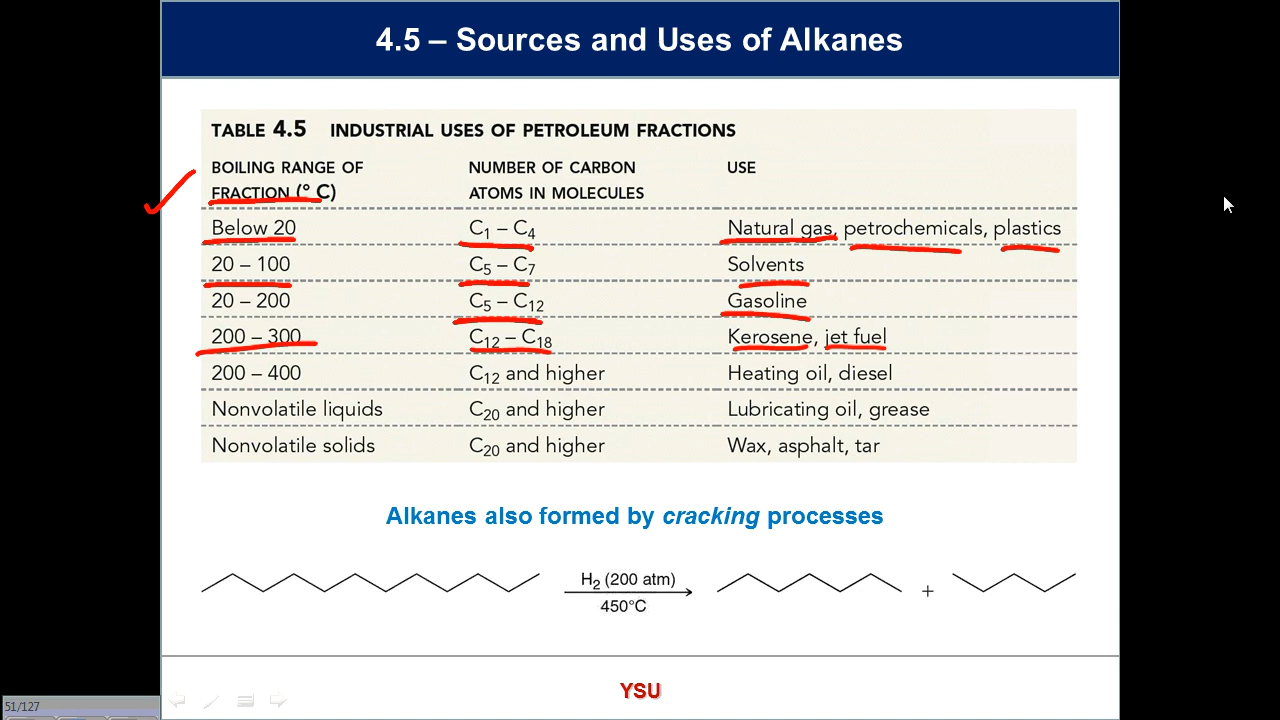 4.5 – Sources and Uses of Alkanes
TABLE 4.5 INDUSTRIAL USES OF PETROLEUM FRACTIONS
BOILING RANGE OF NUMBER OF CARBON USE
FRACTION (° C) ATOMS IN MOLECULES
Below 20 C₁ – C₄ Natural gas, petrochemicals, plastics
20 – 100 C₅ – C₇ Solvents
20 – 200 C₅ – C₁₂ Gasoline
200 – 300 C₁₂ – C₁₈ Kerosene, jet fuel
200 – 400 C₁₂ and higher Heating oil, diesel
Nonvolatile liquids C₂₀ and higher Lubricating oil, grease
Nonvolatile solids C₂₀ and higher Wax, asphalt, tar
Alkanes also formed by cracking processes
H₂ (200 atm)
+
450°C
YSU
51/127